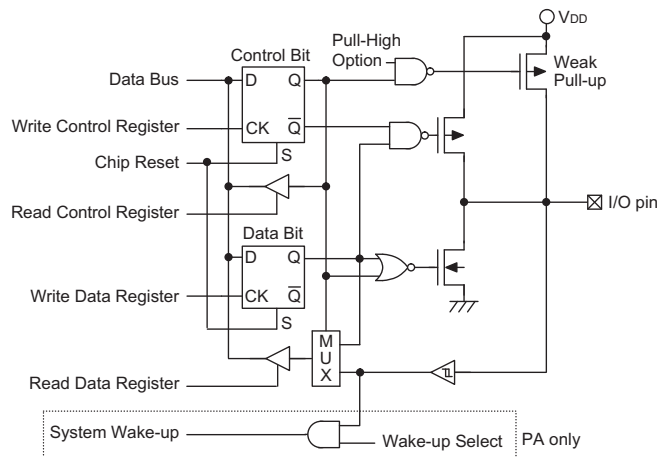 VDD
Control Bit
Pull-High
Option
Weak
Pull-up
Data Bus
D
Q
Write Control Register
CK
Q
Chip Reset
S
Read Control Register
I/O pin
Data Bit
D
Q
Write Data Register
CK
Q
S
M
U
X
Read Data Register
System Wake-up
Wake-up Select
PA only